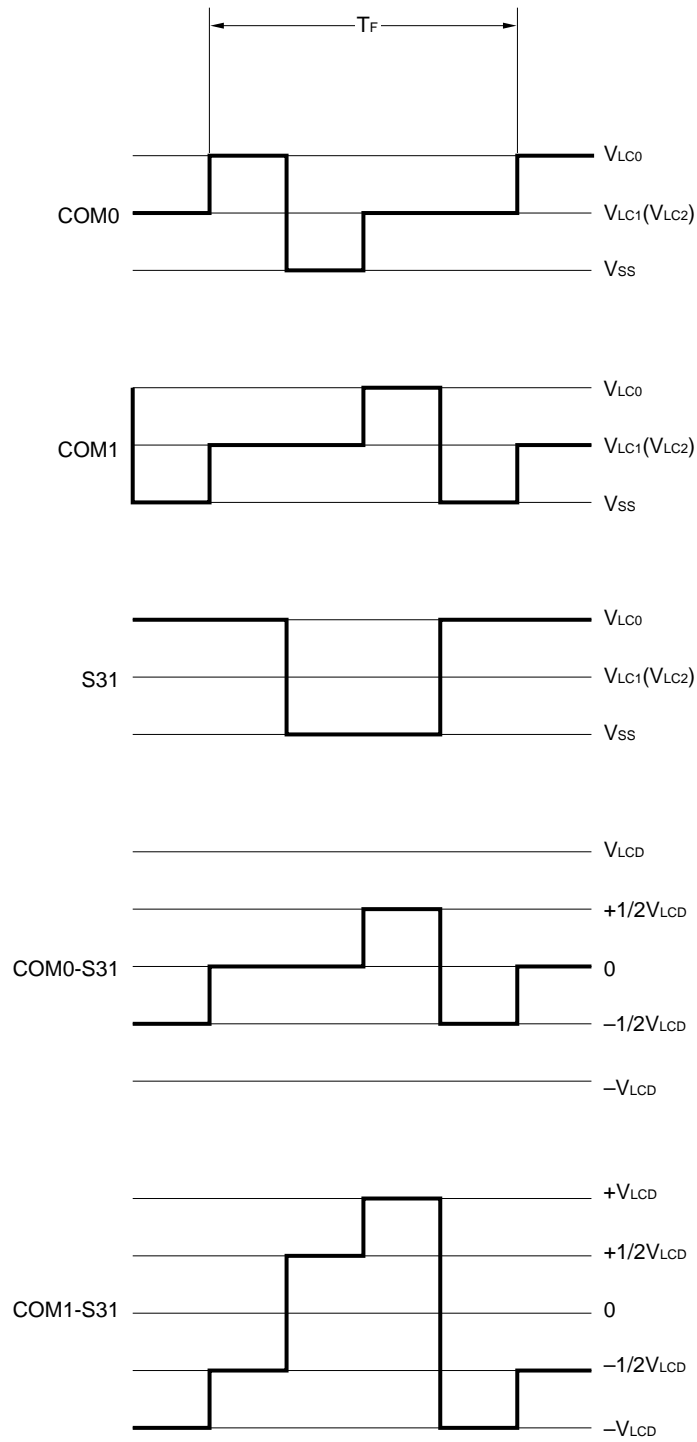 TF
VLC0
COM0
VLC1(VLC2)
VSS
VLC0
COM1
VLC1(VLC2)
VSS
VLC0
S31
VLC1(VLC2)
VSS
VLCD
+1/2VLCD
COM0-S31
0
–1/2VLCD
–VLCD
+VLCD
+1/2VLCD
COM1-S31
0
–1/2VLCD
–VLCD